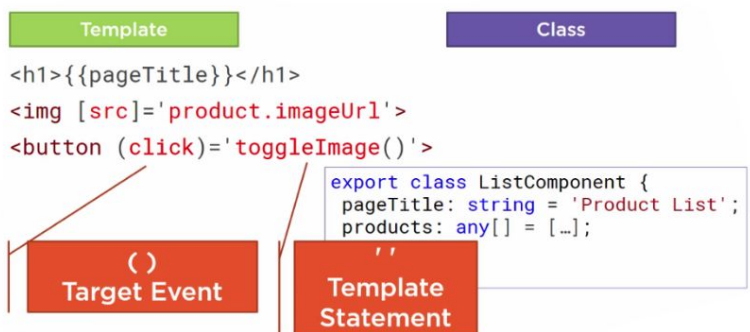 Template
Class
<h1>{{pageTitle}}</h1>
<img [src]='product.imageUrl'>
<button (click)='toggleImage()'>
export class ListComponent {
pageTitle: string = 'Product List';
products: any[] = […];
( )
Target Event
' '
Template
Statement